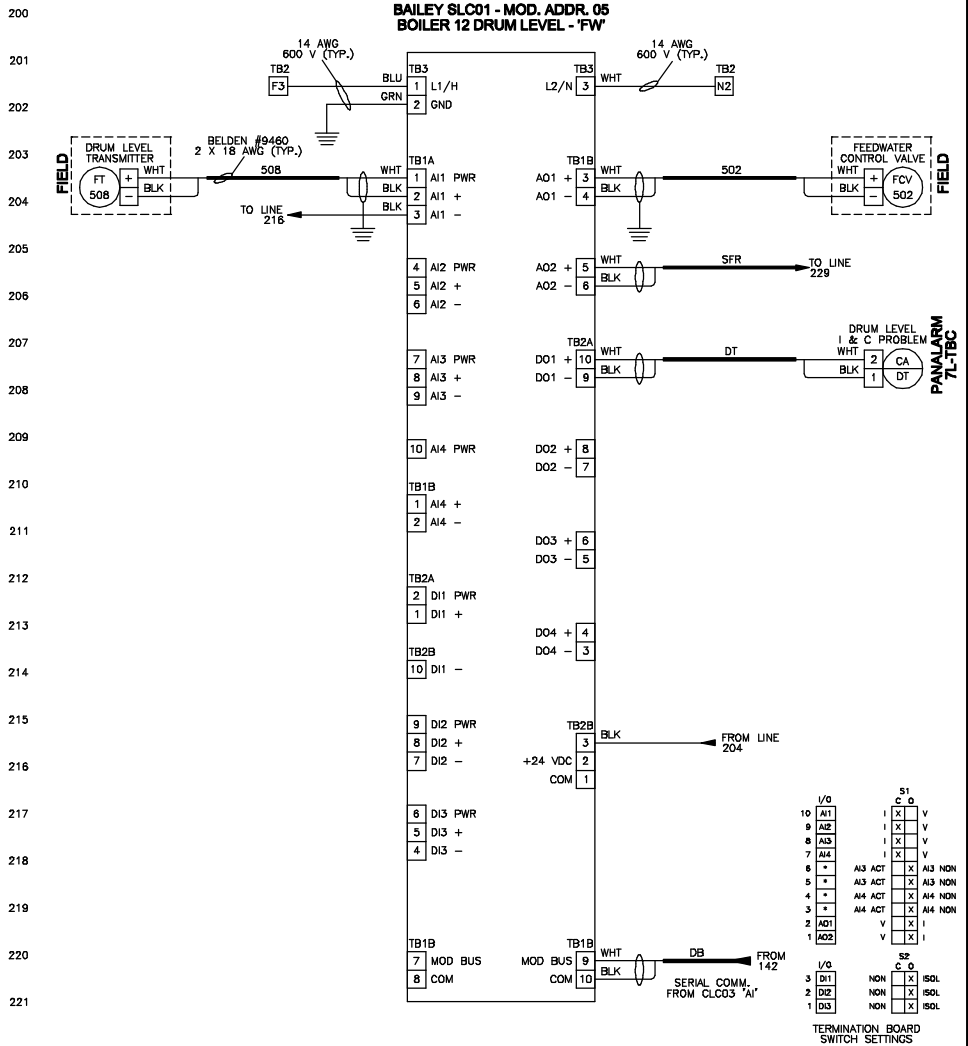 BAILEY SLC01 - MOD. ADDR. 05
BOILER 12 DRUM LEVEL - 'FW'
200
201
202
203
204
205
206
207
208
209
210
211
212
213
214
215
216
217
218
219
220
221
14 AWG
600 V (TYP.)
TB2
F3
BLU
GRN
TB3
1 L1/H
2 GND
TB3
L2/N 3
WHT
14 AWG
600 V (TYP.)
TB2
N2
FIELD
DRUM LEVEL
TRANSMITTER
FT
508
+
−
WHT
BLK
BELDEN #9460
2 X 18 AWG (TYP.)
508
WHT
BLK
BLK
TO LINE
216
TB1A
1 AI1 PWR
2 AI1 +
3 AI1 −
4 AI2 PWR
5 AI2 +
6 AI2 −
7 AI3 PWR
8 AI3 +
9 AI3 −
10 AI4 PWR
TB1B
1 AI4 +
2 AI4 −
TB2A
2 DI1 PWR
1 DI1 +
TB2B
10 DI1 −
9 DI2 PWR
8 DI2 +
7 DI2 −
6 DI3 PWR
5 DI3 +
4 DI3 −
TB1B
7 MOD BUS
8 COM
TB1B
AO1 + 3
AO1 − 4
WHT
BLK
502
WHT
BLK
FEEDWATER
CONTROL VALVE
+
−
FCV
502
FIELD
AO2 + 5
AO2 − 6
WHT
BLK
SFR
TO LINE
229
TB2A
DO1 + 10
DO1 − 9
WHT
BLK
DT
DRUM LEVEL
I & C PROBLEM
WHT
BLK
2
1
CA
DT
PANALARM
7L-TBC
DO2 + 8
DO2 − 7
DO3 + 6
DO3 − 5
DO4 + 4
DO4 − 3
TB2B
3
+24 VDC 2
COM 1
BLK
FROM LINE
204
TB1B
MOD BUS 9
COM 10
WHT
BLK
DB
FROM
142
SERIAL COMM.
FROM CLC03 'AI'
S1
I/O C O
10 AI1 I X V
9 AI2 I X V
8 AI3 I X V
7 AI4 I X V
6 * AI3 ACT X AI3 NON
5 * AI3 ACT X AI3 NON
4 * AI4 ACT X AI4 NON
3 * AI4 ACT X AI4 NON
2 AO1 V X I
1 AO2 V X I
S2
I/O C O
3 DI1 NON X ISOL
2 DI2 NON X ISOL
1 DI3 NON X ISOL
TERMINATION BOARD
SWITCH SETTINGS